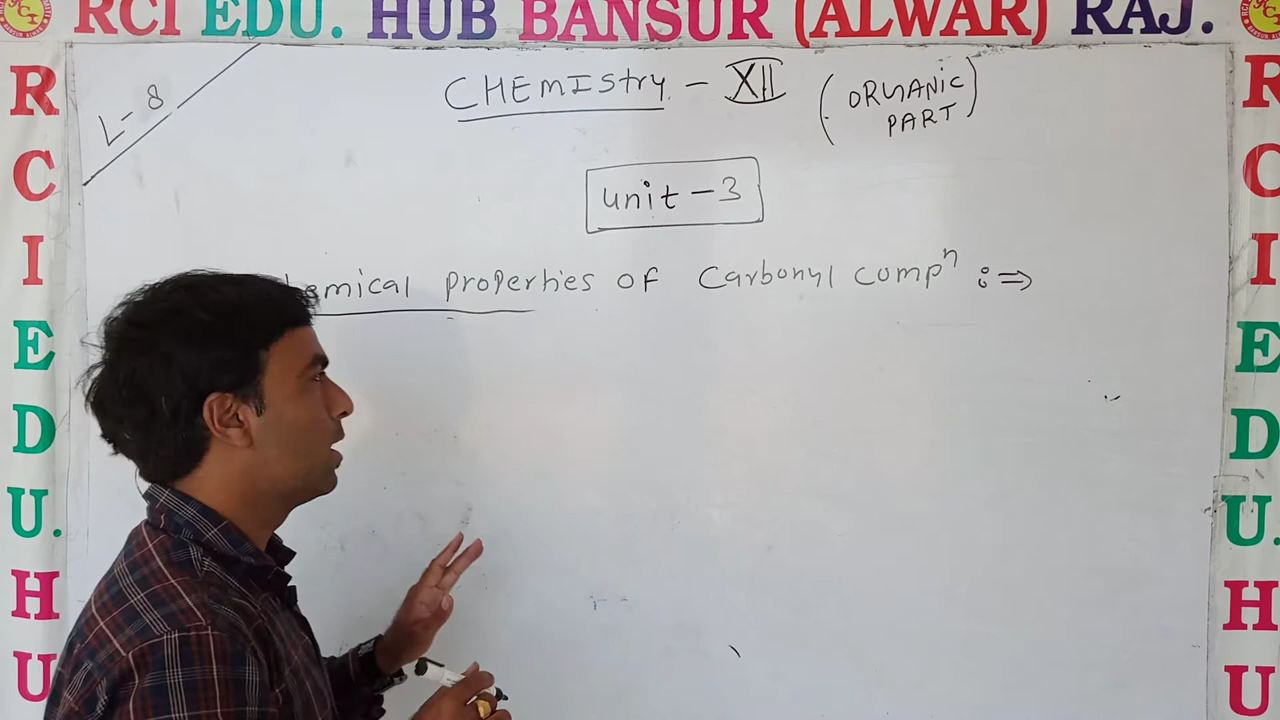 RCI EDU. HUB BANSUR (ALWAR) RAJ.
L-8
CHEMIStry - XII (ORGANIC PART)
Unit - 3
emical properties of Carbonyl compⁿ :⇒
R
C
I
E
D
U.
H
U
R
C
I
E
D
U.
H
U